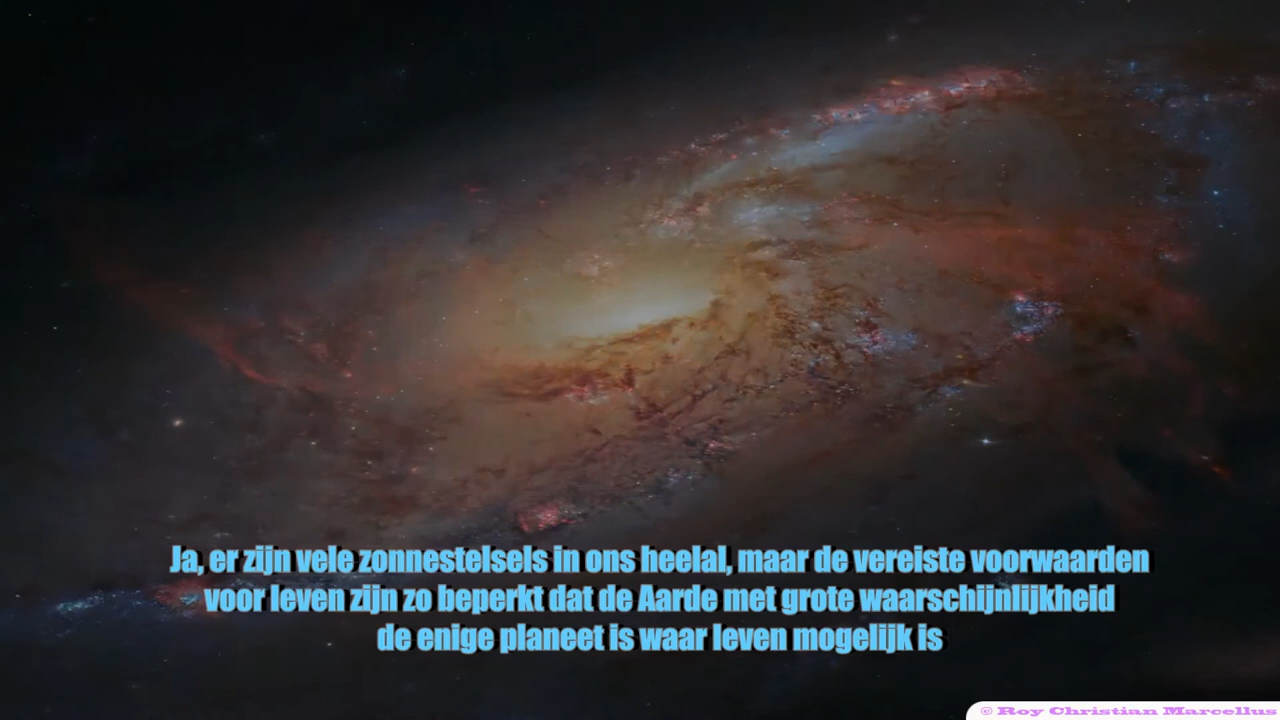 Ja, er zijn vele zonnestelsels in ons heelal, maar de vereiste voorwaarden
voor leven zijn zo beperkt dat de Aarde met grote waarschijnlijkheid
de enige planeet is waar leven mogelijk is
© Roy Christian Marcellus